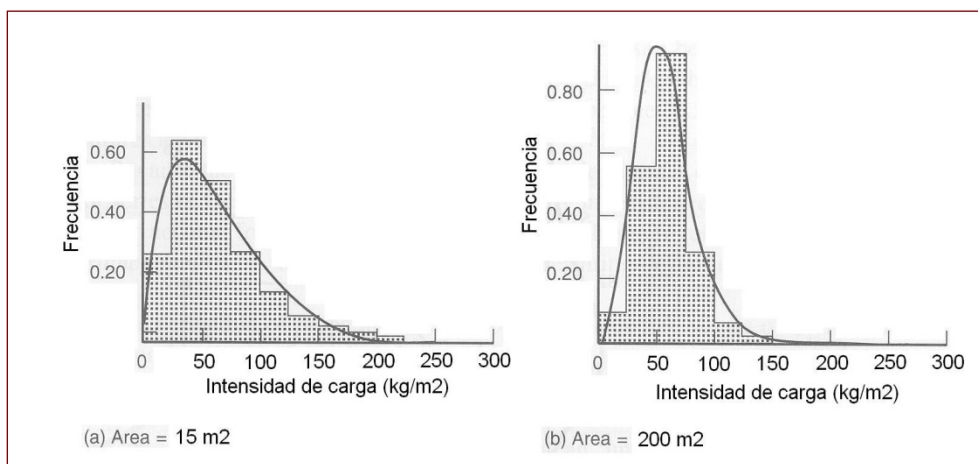 0.60
0.40
0.20
Frecuencia
0 50 100 150 200 250 300
Intensidad de carga (kg/m2)
(a) Area = 15 m2
0.80
0.60
0.40
0.20
Frecuencia
0 50 100 150 200 250 300
Intensidad de carga (kg/m2)
(b) Area = 200 m2